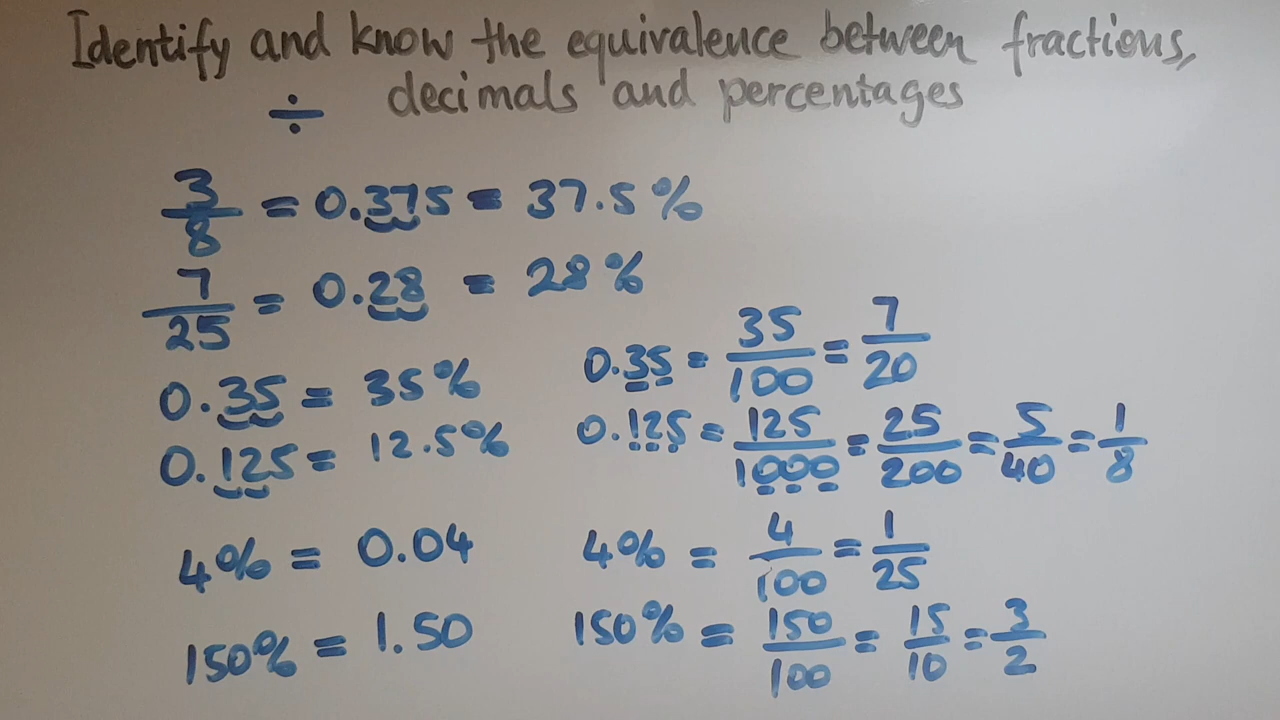 Identify and know the equivalence between fractions,
÷ decimals and percentages
3/8 = 0.375 = 37.5%
7/25 = 0.28 = 28%
0.35 = 35%
0.35 = 35/100 = 7/20
0.125 = 12.5%
0.125 = 125/1000 = 25/200 = 5/40 = 1/8
4% = 0.04
4% = 4/100 = 1/25
150% = 1.50
150% = 150/100 = 15/10 = 3/2